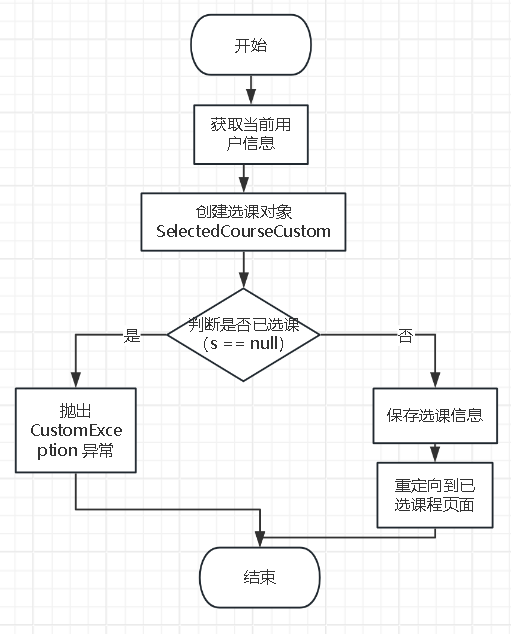 开始
获取当前用
户信息
创建选课对象
SelectedCourseCustom
判断是否已选课
(s == null)
是
否
抛出
CustomExce
ption 异常
保存选课信息
重定向到已
选课程页面
结束